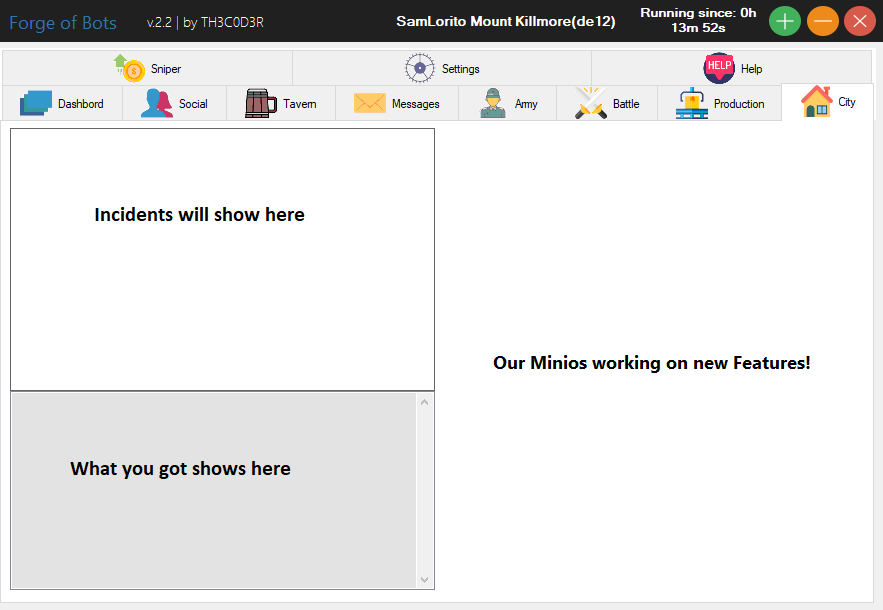 Forge of Bots
v.2.2 | by TH3C0D3R
SamLorito Mount Killmore(de12)
Running since: 0h
13m 52s
Sniper
Settings
HELP
Help
Dashbord
Social
Tavern
Messages
Army
Battle
Production
City
Incidents will show here
Our Minios working on new Features!
What you got shows here